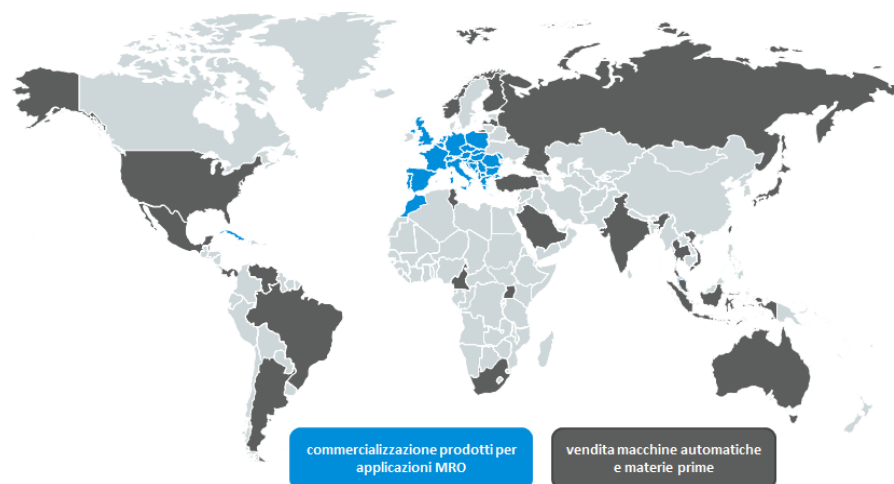 commercializzazione prodotti per
applicazioni MRO
vendita macchine automatiche
e materie prime